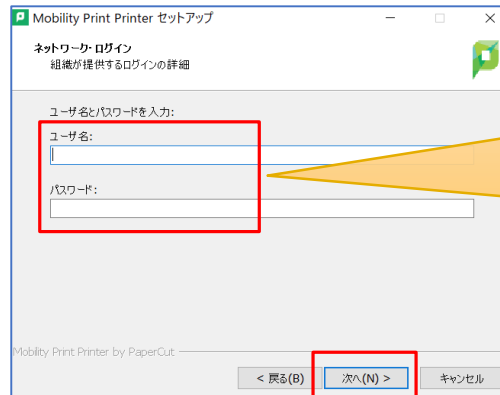 Mobility Print Printer セットアップ
ネットワーク・ログイン
組織が提供するログインの詳細
ユーザ名とパスワードを入力:
ユーザ名:
パスワード:
Mobility Print Printer by PaperCut
< 戻る(B)
次へ(N) >
キャンセル